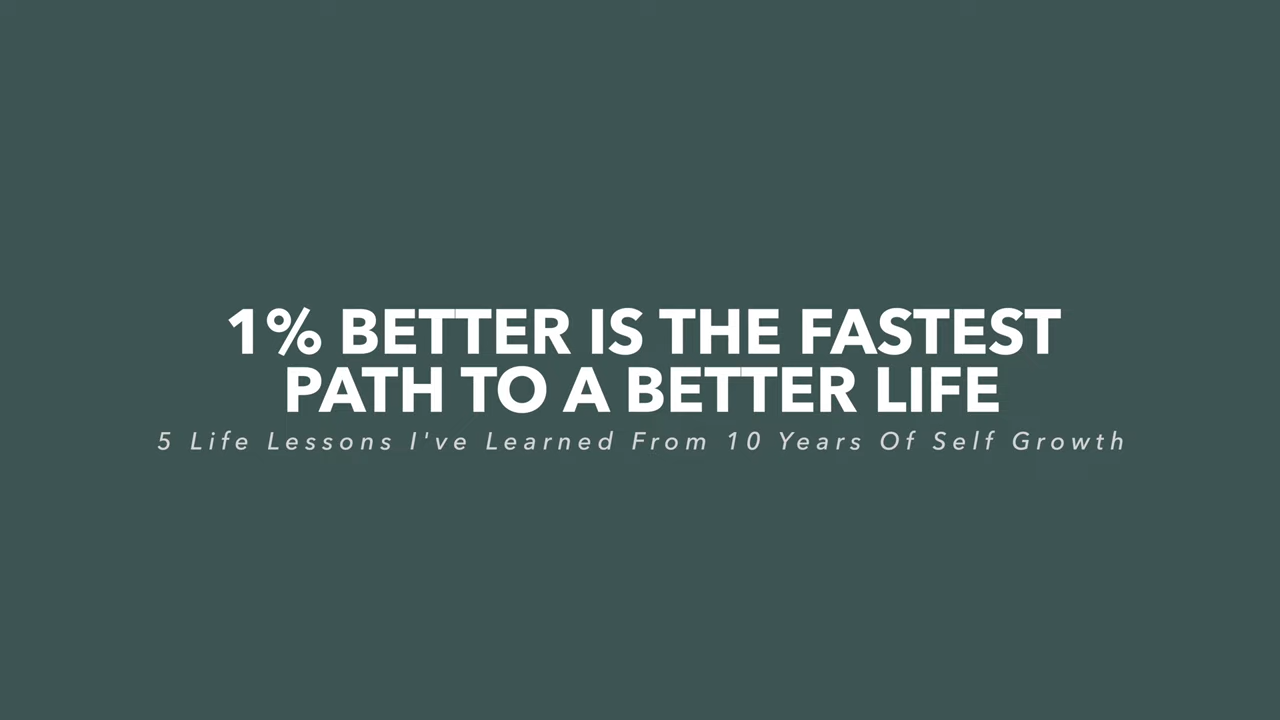 1% BETTER IS THE FASTEST
PATH TO A BETTER LIFE
5 Life Lessons I've Learned From 10 Years Of Self Growth